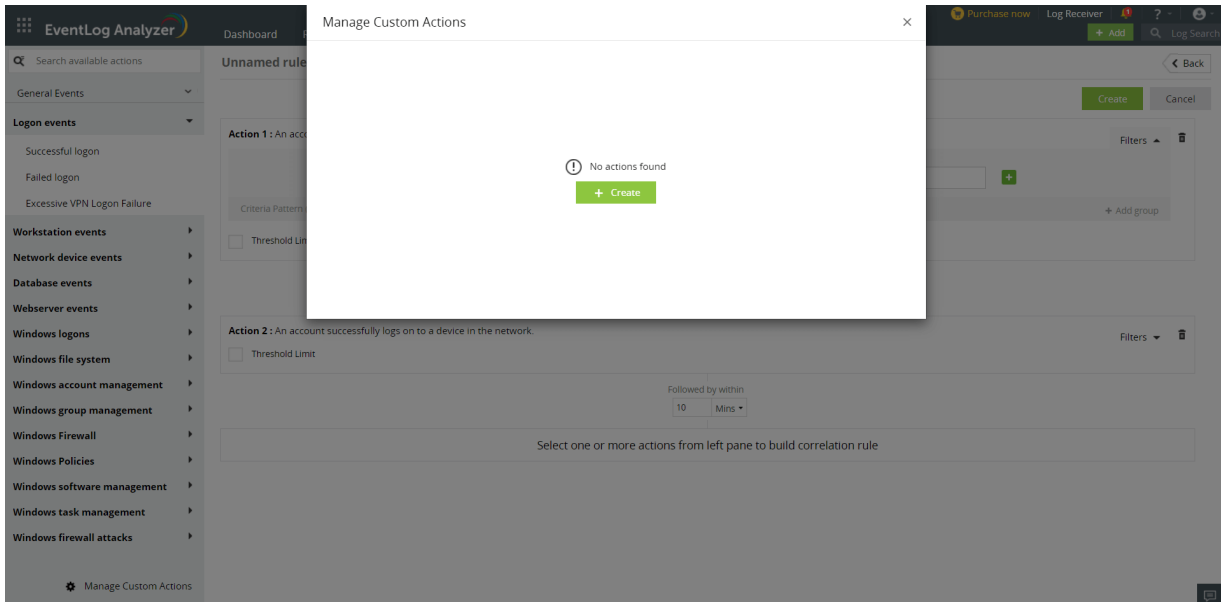 EventLog Analyzer
Dashboard
Manage Custom Actions
Purchase now
Log Receiver
?
+ Add
Log Search
Search available actions
Unnamed rule
Back
General Events
Create
Cancel
Logon events
Successful logon
Failed logon
Excessive VPN Logon Failure
Workstation events
Network device events
Database events
Webserver events
Windows logons
Windows file system
Windows account management
Windows group management
Windows Firewall
Windows Policies
Windows software management
Windows task management
Windows firewall attacks
Manage Custom Actions
Action 1 : An acc
Filters
Criteria Pattern
+ Add group
Threshold Lim
No actions found
+ Create
Action 2 : An account successfully logs on to a device in the network.
Filters
Threshold Limit
Followed by within
10 Mins
Select one or more actions from left pane to build correlation rule